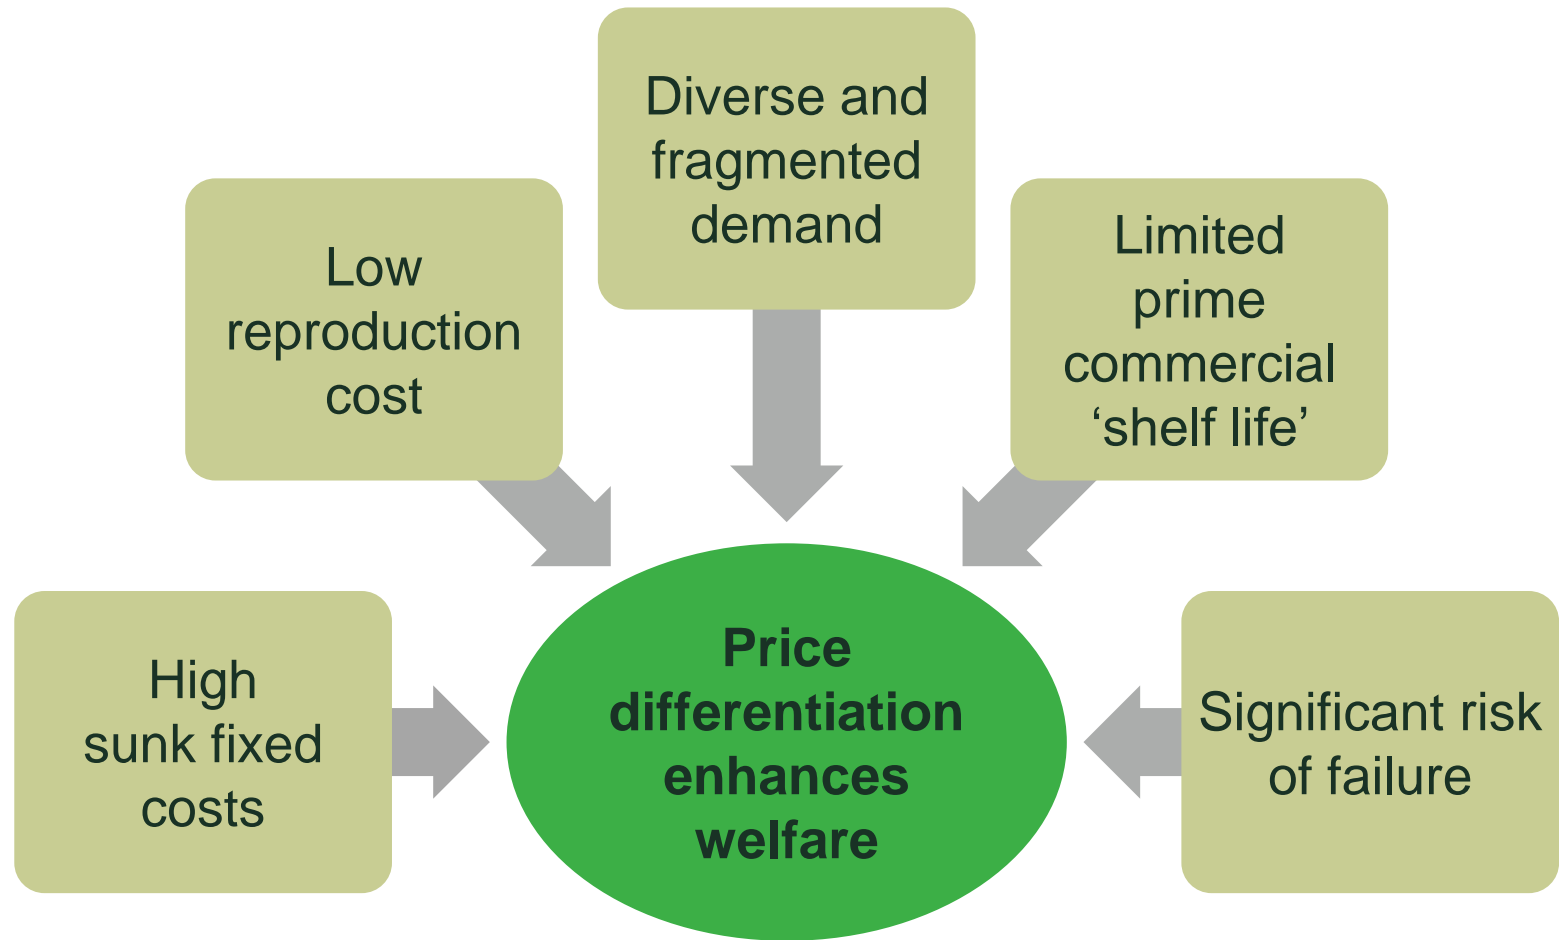 Diverse and
fragmented
demand
Low
reproduction
cost
Limited
prime
commercial
‘shelf life’
High
sunk fixed
costs
Price
differentiation
enhances
welfare
Significant risk
of failure